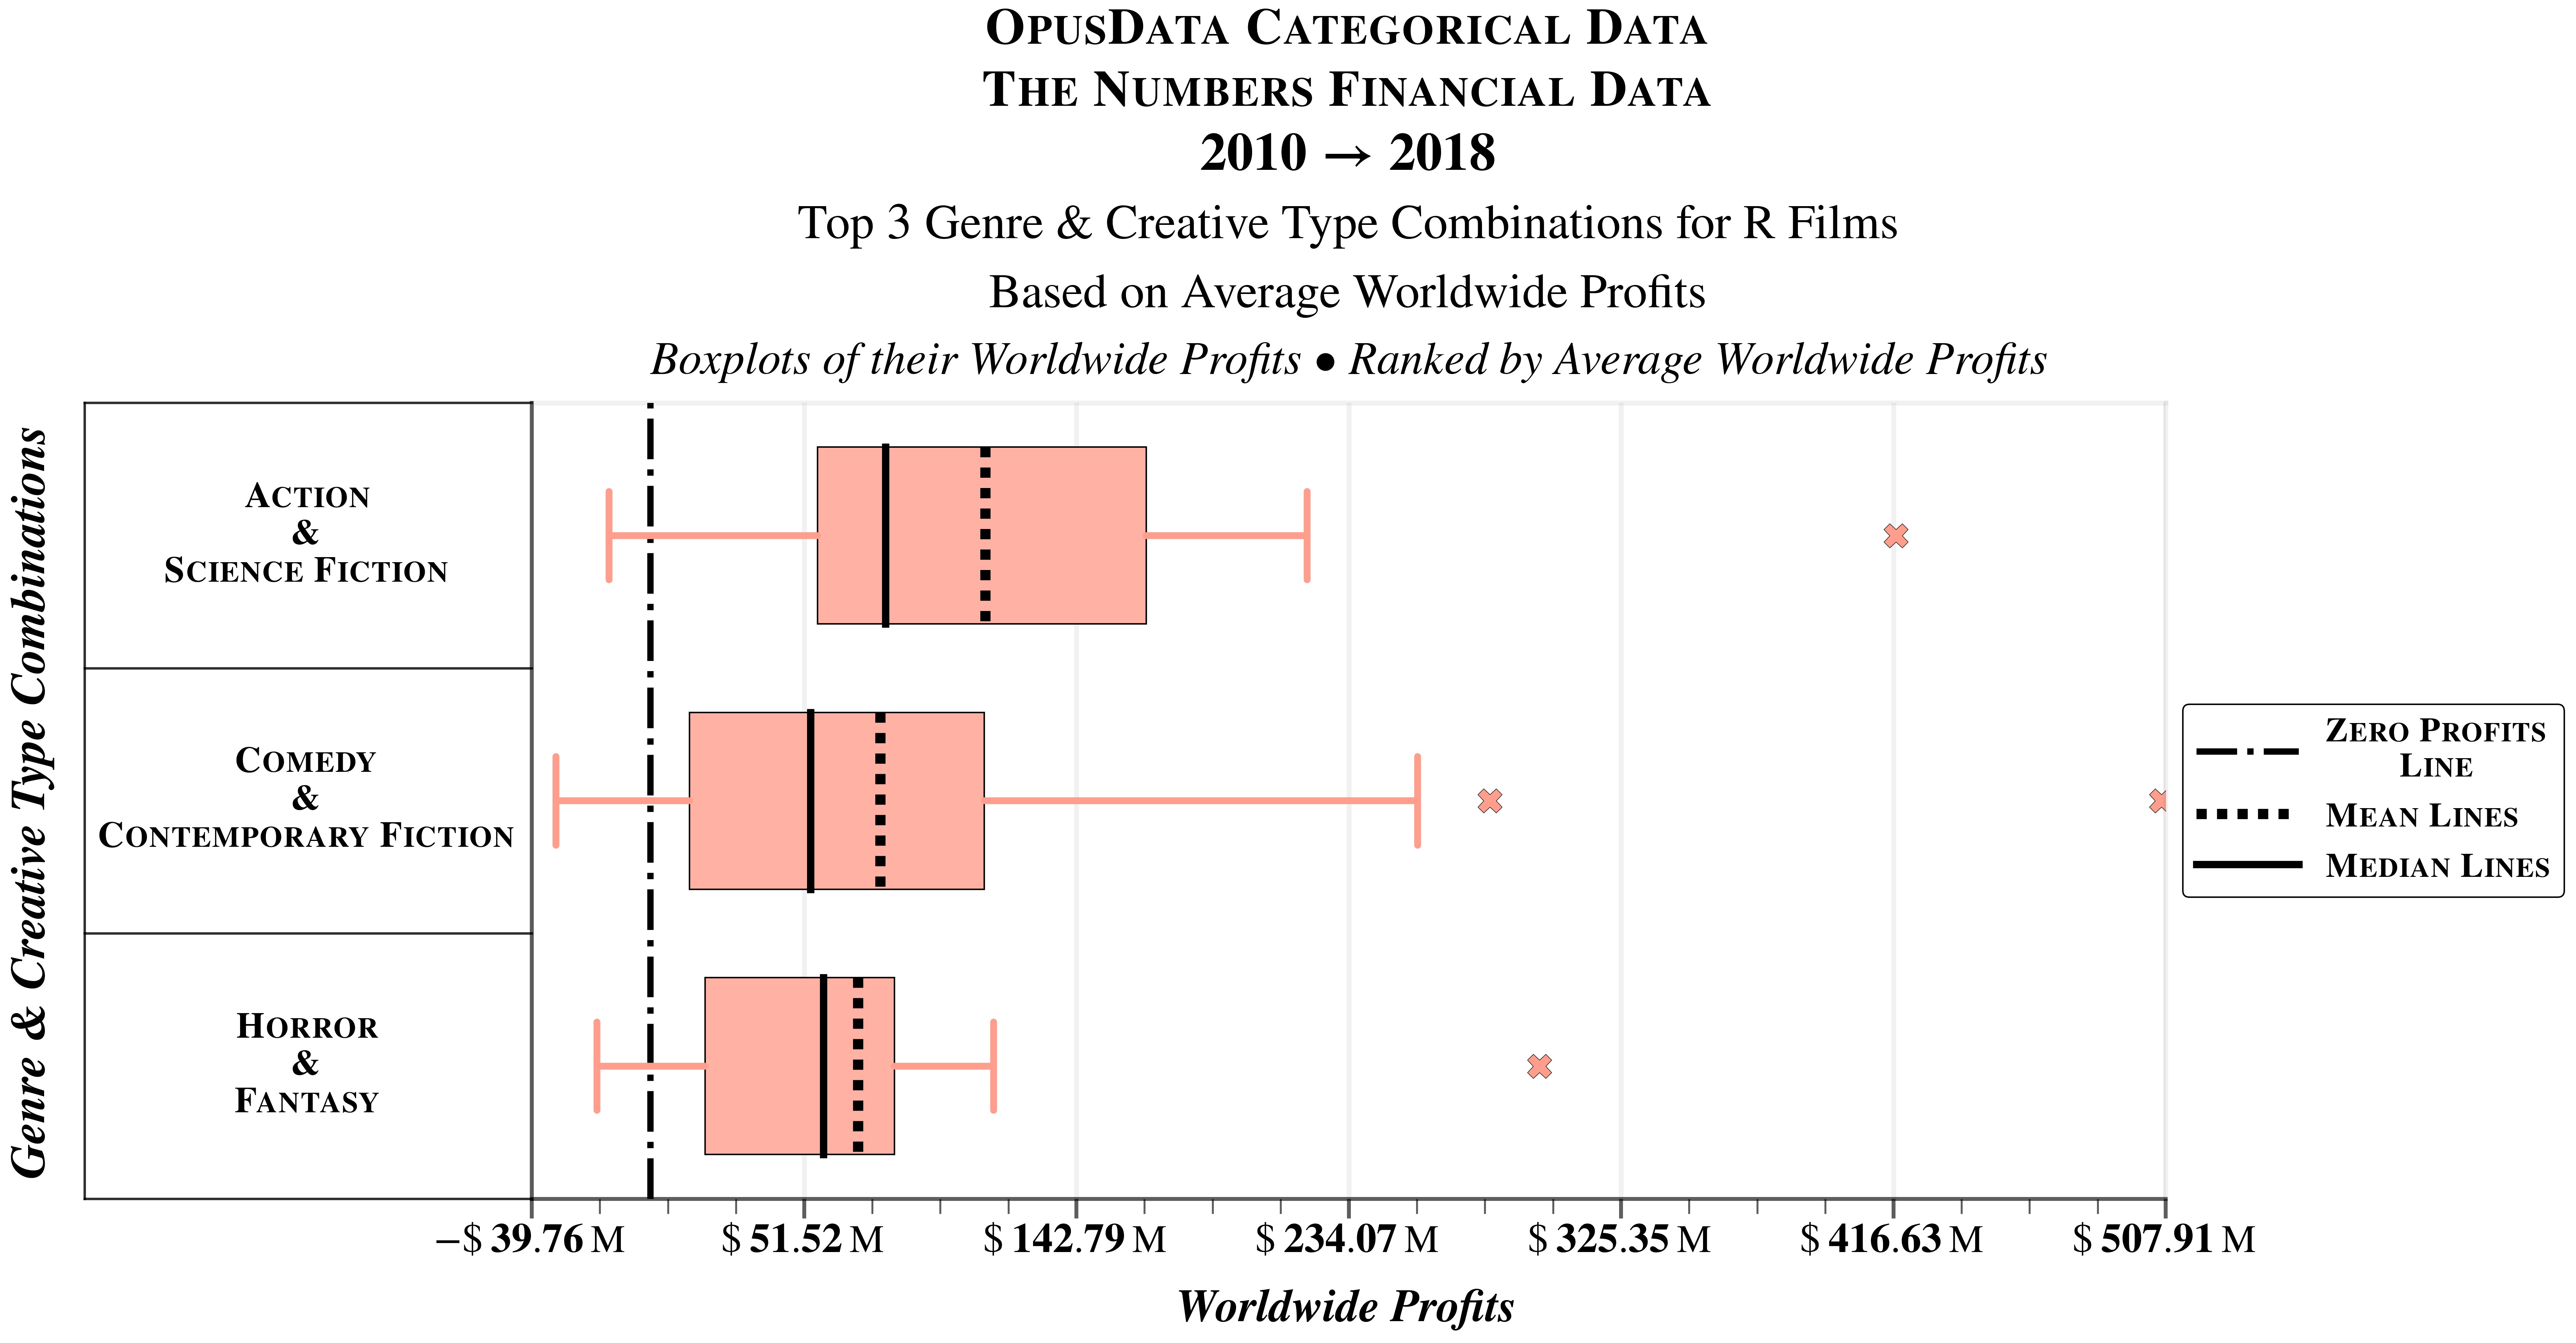 OpusData Categorical Data
The Numbers Financial Data
2010 → 2018
Top 3 Genre & Creative Type Combinations for R Films
Based on Average Worldwide Profits
Boxplots of their Worldwide Profits • Ranked by Average Worldwide Profits
Genre & Creative Type Combinations
Action
&
Science Fiction
Comedy
&
Contemporary Fiction
Horror
&
Fantasy
Zero Profits
Line
Mean Lines
Median Lines
−$ 39.76 M $ 51.52 M $ 142.79 M $ 234.07 M $ 325.35 M $ 416.63 M $ 507.91 M
Worldwide Profits